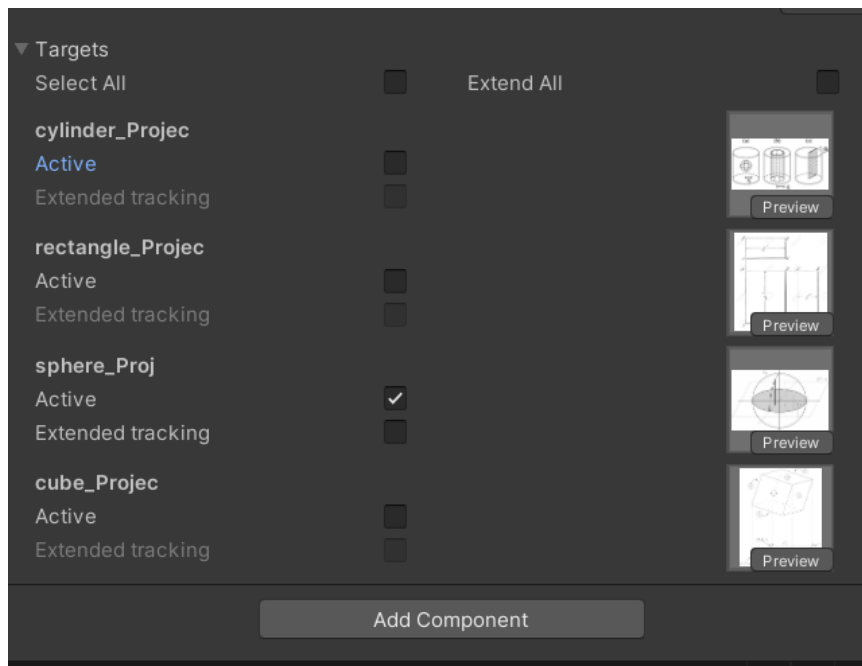 Targets
Select All Extend All
cylinder_Projec
Active
Extended tracking
Preview
rectangle_Projec
Active
Extended tracking
Preview
sphere_Proj
Active
Extended tracking
Preview
cube_Projec
Active
Extended tracking
Preview
Add Component